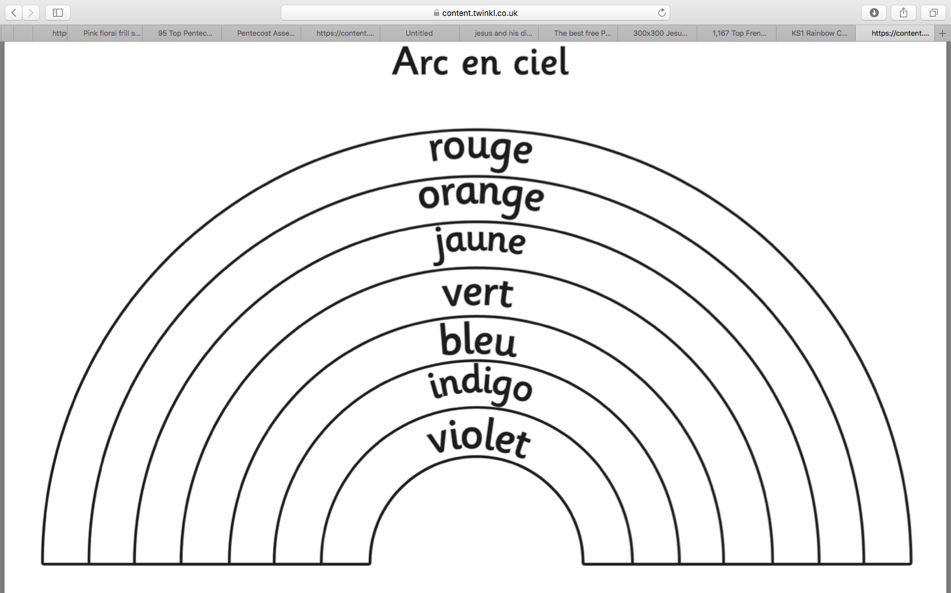 content.twinkl.co.uk
http
Pink floral frill s...
95 Top Pentec...
Pentecost Asse...
https://content....
Untitled
jesus and his di...
The best free P...
300x300 Jesu...
1,167 Top Fren...
KS1 Rainbow C...
https://content....
Arc en ciel
rouge
orange
jaune
vert
bleu
indigo
violet